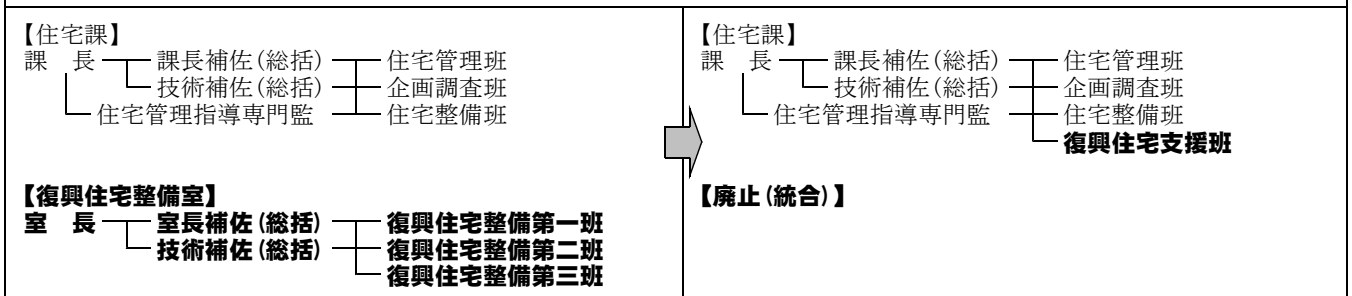 【住宅課】
課　長 課長補佐(総括) 住宅管理班
技術補佐(総括) 企画調査班
住宅管理指導専門監 住宅整備班
【復興住宅整備室】
室　長 室長補佐(総括) 復興住宅整備第一班
技術補佐(総括) 復興住宅整備第二班
復興住宅整備第三班
【住宅課】
課　長 課長補佐(総括) 住宅管理班
技術補佐(総括) 企画調査班
住宅管理指導専門監 住宅整備班
復興住宅支援班
【廃止(統合)】